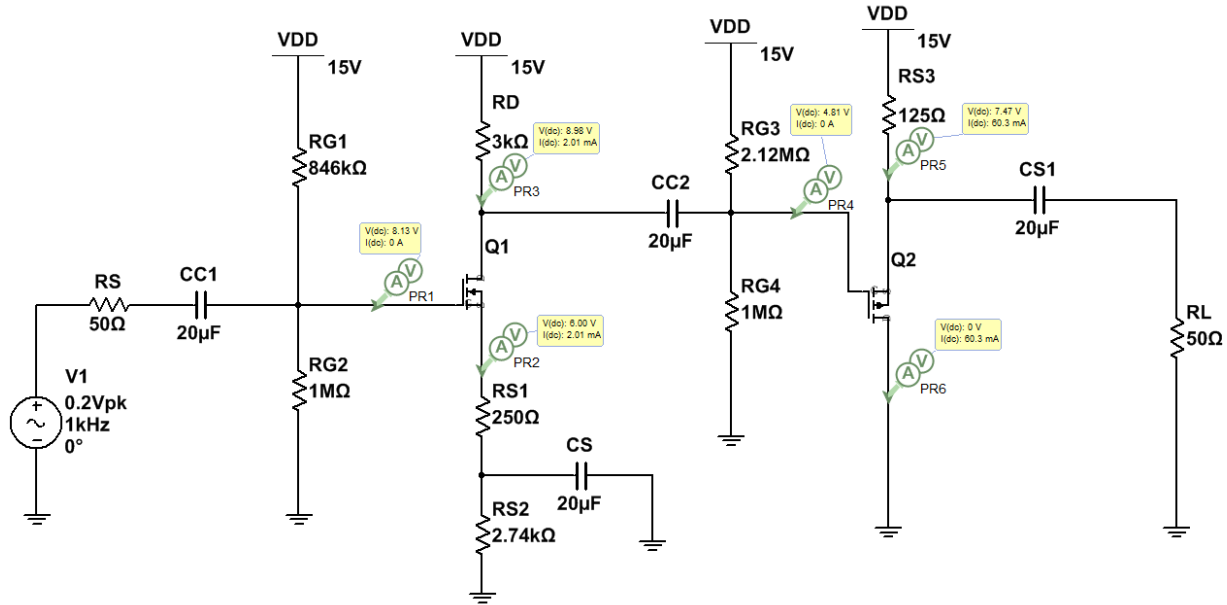 VDD
15V
RG1
846kΩ
RS
50Ω
CC1
20µF
V(dc): 8.13 V
I(dc): 0 A
PR1
RG2
1MΩ
V1
0.2Vpk
1kHz
0°
VDD
15V
RD
3kΩ
V(dc): 8.98 V
I(dc): 2.01 mA
A
V
PR3
Q1
A
V
V(dc): 6.00 V
I(dc): 2.01 mA
A
V
PR2
RS1
250Ω
CS
20µF
RS2
2.74kΩ
CC2
20µF
VDD
15V
RG3
2.12MΩ
V(dc): 4.81 V
I(dc): 0 A
A
V
PR4
RG4
1MΩ
VDD
15V
RS3
125Ω
V(dc): 7.47 V
I(dc): 60.3 mA
A
V
PR5
CS1
20µF
Q2
V(dc): 0 V
I(dc): 60.3 mA
A
V
PR6
RL
50Ω